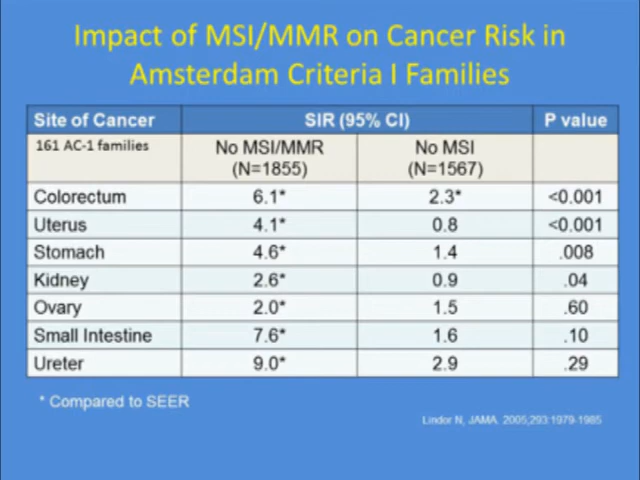 Impact of MSI/MMR on Cancer Risk in
Amsterdam Criteria I Families
Site of Cancer SIR (95% CI) P value
161 AC-1 families No MSI/MMR No MSI
(N=1855) (N=1567)
Colorectum 6.1* 2.3* <0.001
Uterus 4.1* 0.8 <0.001
Stomach 4.6* 1.4 .008
Kidney 2.6* 0.9 .04
Ovary 2.0* 1.5 .60
Small Intestine 7.6* 1.6 .10
Ureter 9.0* 2.9 .29
* Compared to SEER
Lindor N, JAMA. 2005;293:1979-1985